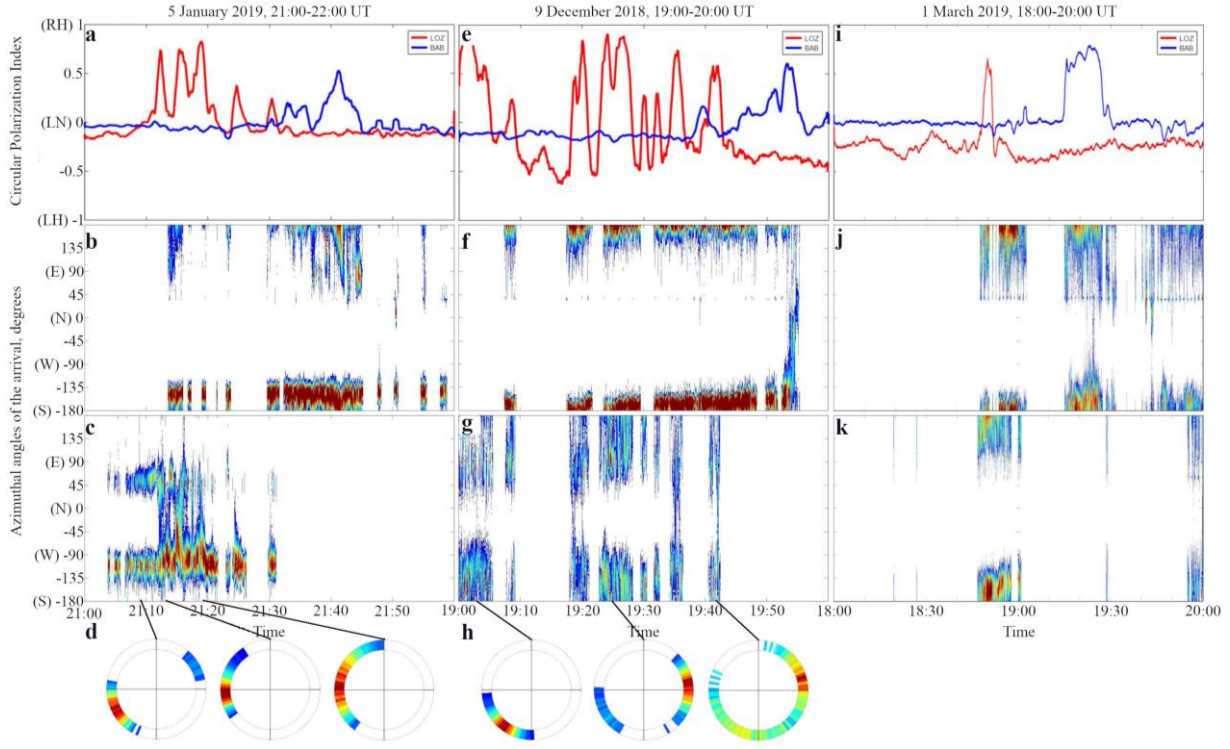 5 January 2019, 21:00-22:00 UT
9 December 2018, 19:00-20:00 UT
1 March 2019, 18:00-20:00 UT
Circular Polarization Index
(RH) 1
0.5
(LN) 0
-0.5
(LH) -1
a
LOZ
BAB
e
LOZ
BAB
i
LOZ
BAB
Azimuthal angles of the arrival, degrees
135
(E) 90
45
(N) 0
-45
(W) -90
-135
(S) -180
b
f
j
135
(E) 90
45
(N) 0
-45
(W) -90
-135
(S) -180
c
g
k
21:00
21:10
21:20
21:30
21:40
21:50
19:00
19:10
19:20
19:30
19:40
19:50
18:00
18:30
19:00
19:30
20:00
Time
Time
Time
d
h